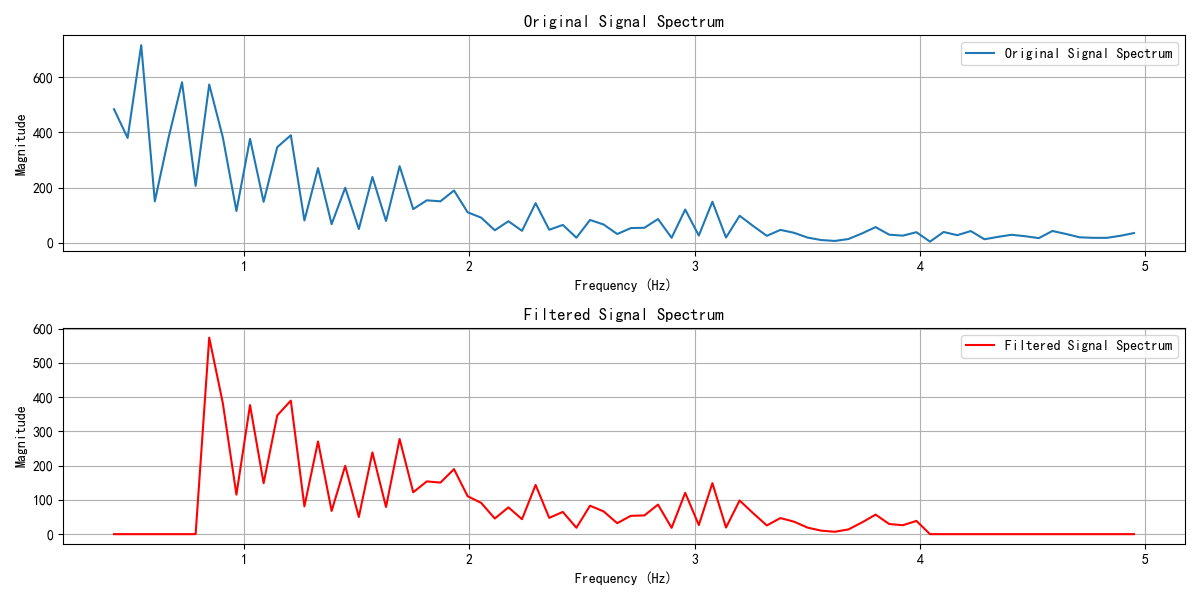 Original Signal Spectrum
Original Signal Spectrum
Magnitude
600
400
200
0
1 2 3 4 5
Frequency (Hz)
Filtered Signal Spectrum
Filtered Signal Spectrum
Magnitude
600
500
400
300
200
100
0
1 2 3 4 5
Frequency (Hz)